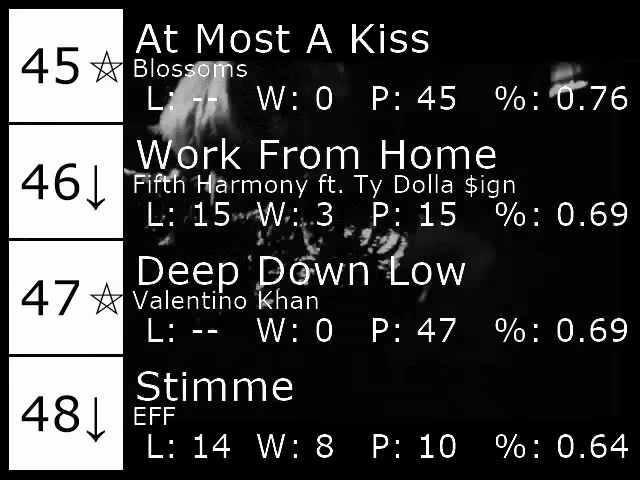 45☆ At Most A Kiss
Blossoms
L: -- W: 0 P: 45 %: 0.76
46↓ Work From Home
Fifth Harmony ft. Ty Dolla $ign
L: 15 W: 3 P: 15 %: 0.69
47☆ Deep Down Low
Valentino Khan
L: -- W: 0 P: 47 %: 0.69
48↓ Stimme
EFF
L: 14 W: 8 P: 10 %: 0.64